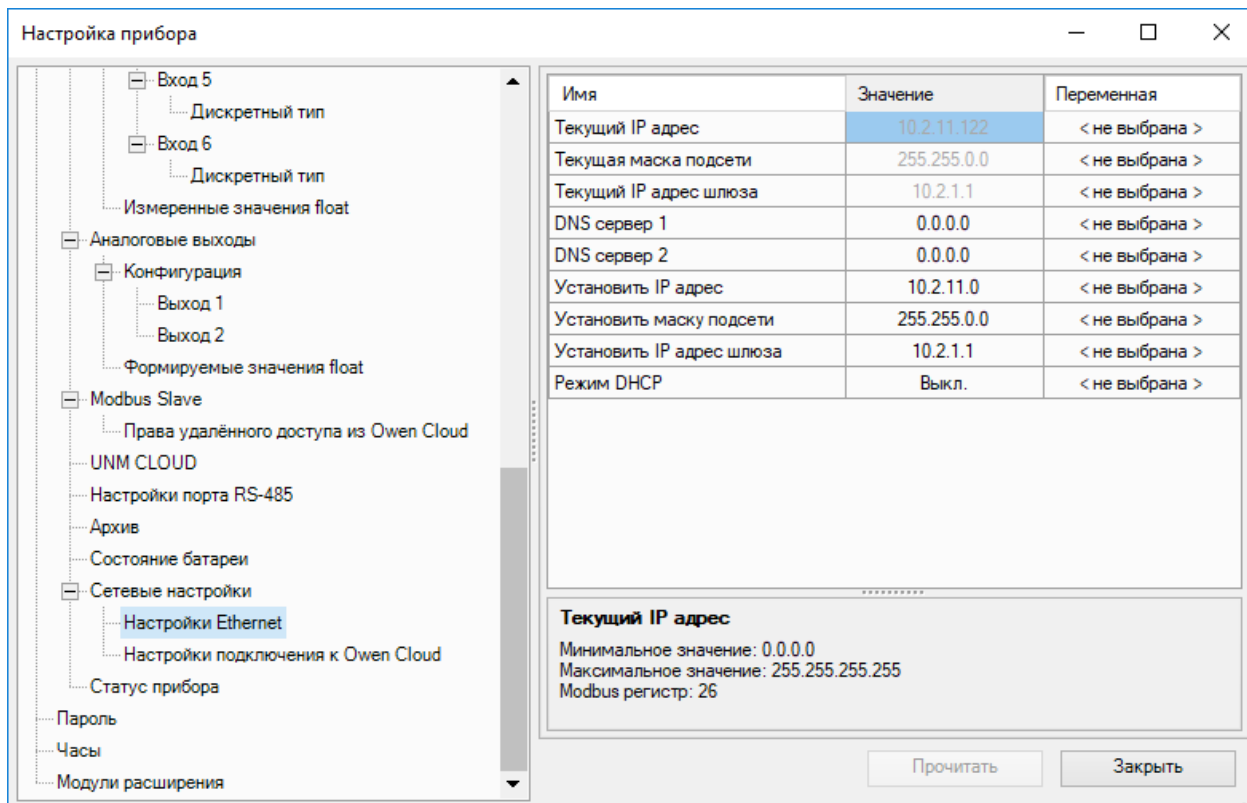 Настройка прибора
Вход 5
Дискретный тип
Вход 6
Дискретный тип
Измеренные значения float
Аналоговые выходы
Конфигурация
Выход 1
Выход 2
Формируемые значения float
Modbus Slave
Права удалённого доступа из Owen Cloud
UNM CLOUD
Настройки порта RS-485
Архив
Состояние батареи
Сетевые настройки
Настройки Ethernet
Настройки подключения к Owen Cloud
Статус прибора
Пароль
Часы
Модули расширения
Имя Значение Переменная
Текущий IP адрес 10.2.11.122 < не выбрана >
Текущая маска подсети 255.255.0.0 < не выбрана >
Текущий IP адрес шлюза 10.2.1.1 < не выбрана >
DNS сервер 1 0.0.0.0 < не выбрана >
DNS сервер 2 0.0.0.0 < не выбрана >
Установить IP адрес 10.2.11.0 < не выбрана >
Установить маску подсети 255.255.0.0 < не выбрана >
Установить IP адрес шлюза 10.2.1.1 < не выбрана >
Режим DHCP Выкл. < не выбрана >
Текущий IP адрес
Минимальное значение: 0.0.0.0
Максимальное значение: 255.255.255.255
Modbus регистр: 26
Прочитать Закрыть